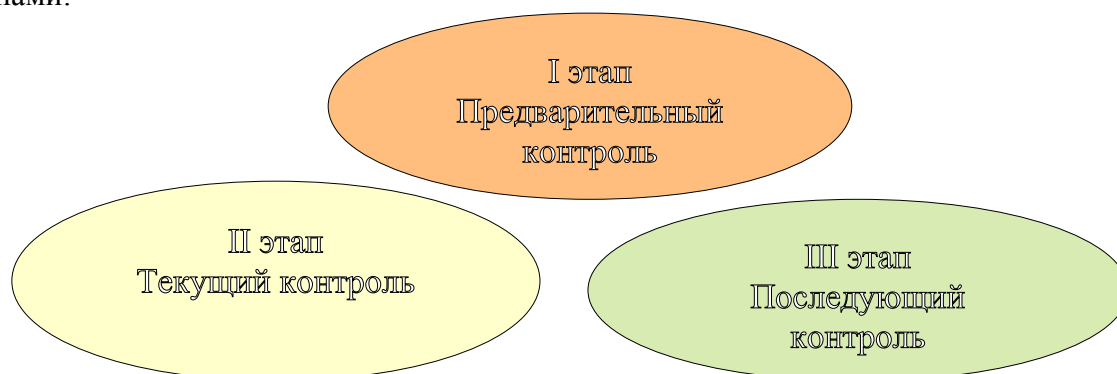 I этап
Предварительный
контроль
II этап
Текущий контроль
III этап
Последующий
контроль